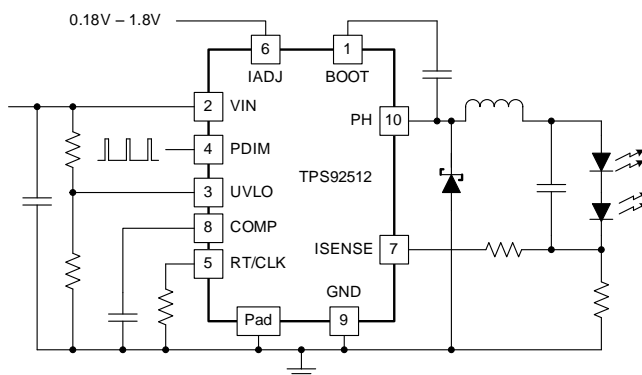 0.18V – 1.8V
6
1
IADJ
BOOT
2
VIN
PH
10
4
PDIM
TPS92512
3
UVLO
8
COMP
ISENSE
7
5
RT/CLK
GND
Pad
9